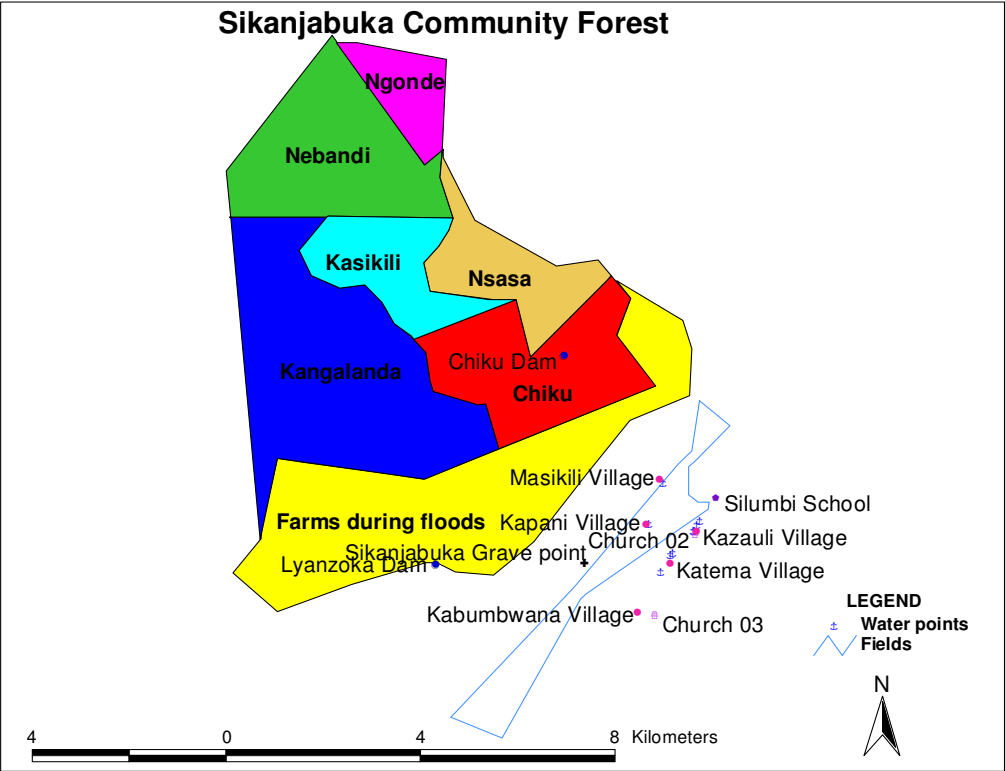 Sikanjabuka Community Forest
Ngonde
Nebandi
Kasikili
Nsasa
Chiku Dam
Kangalanda
Chiku
Masikili Village
Silumbi School
Farms during floods
Kapani Village
Church 02
Kazauli Village
Sikanjabuka Grave point
Lyanzoka Dam
Katema Village
LEGEND
Kabumbwana Village
Church 03
Water points
Fields
N
4 0 4 8 Kilometers